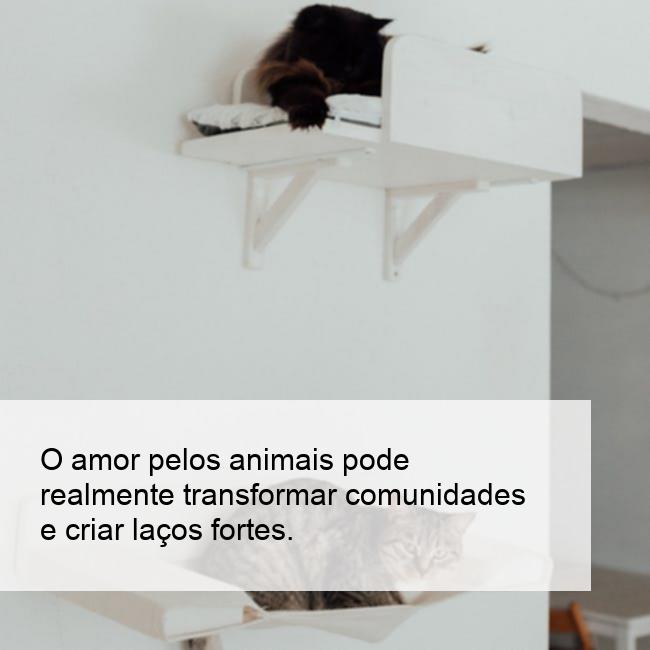 O amor pelos animais pode
realmente transformar comunidades
e criar laços fortes.